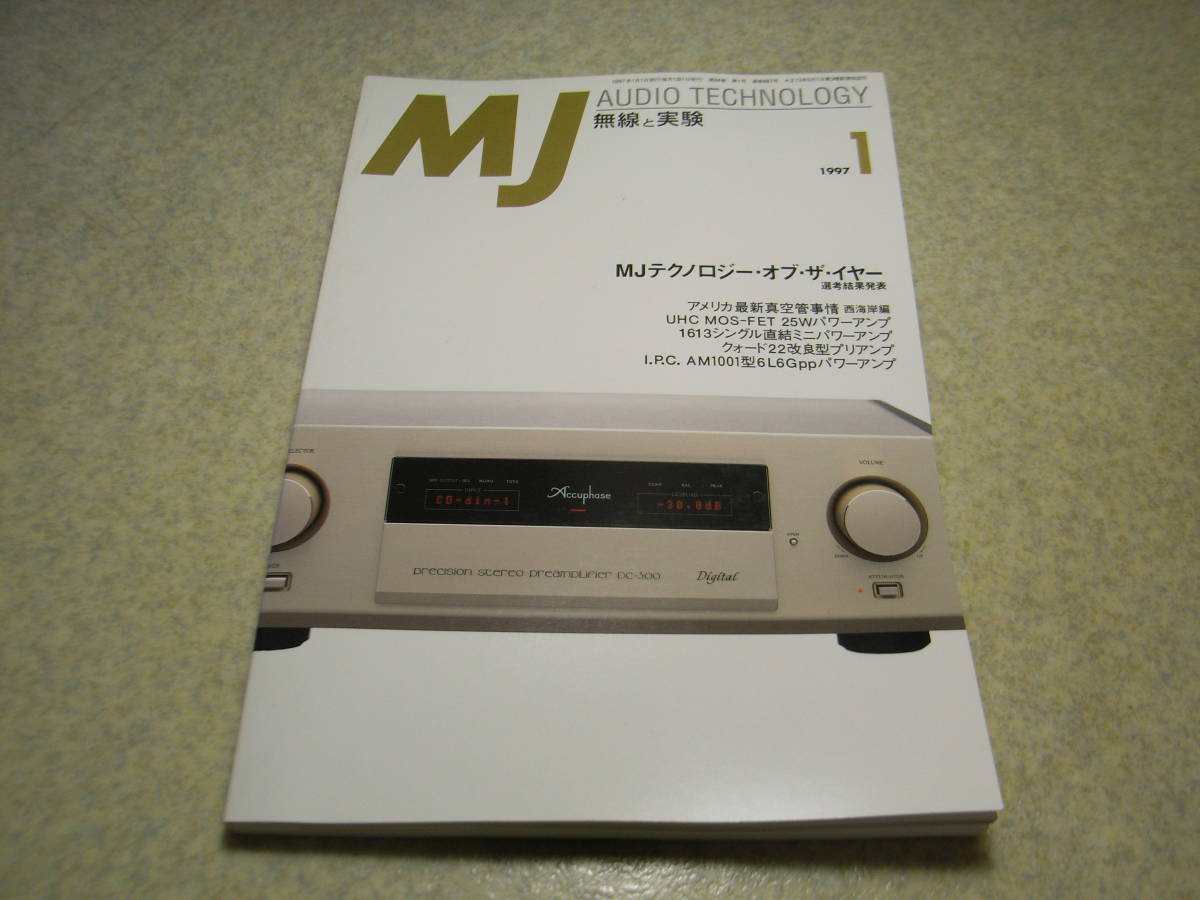 MJ
AUDIO TECHNOLOGY
無線と実験
1997 1
MJテクノロジー・オブ・ザ・イヤー
選考結果発表
アメリカ最新真空管事情 西海岸編
UHC MOS-FET 25Wパワーアンプ
1613シングル直結ミニパワーアンプ
クォード22改良型プリアンプ
I.P.C. AM1001型6L6Gppパワーアンプ
VOLUME
INPUT
CD-din-1
Accuphase
-30.0dB
OPEN
precision stereo preamplifier DC-300
Digital
ATTENUATOR